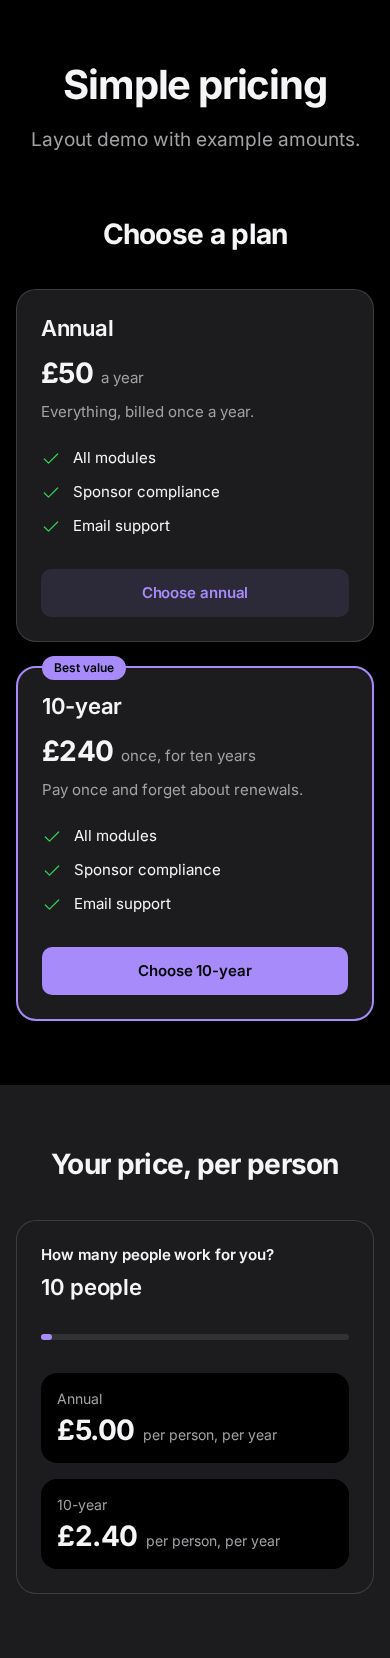 Simple pricing
Layout demo with example amounts.
Choose a plan
Annual
£50 a year
Everything, billed once a year.
All modules
Sponsor compliance
Email support
Choose annual
Best value
10-year
£240 once, for ten years
Pay once and forget about renewals.
All modules
Sponsor compliance
Email support
Choose 10-year
Your price, per person
How many people work for you?
10 people
Annual
£5.00 per person, per year
10-year
£2.40 per person, per year